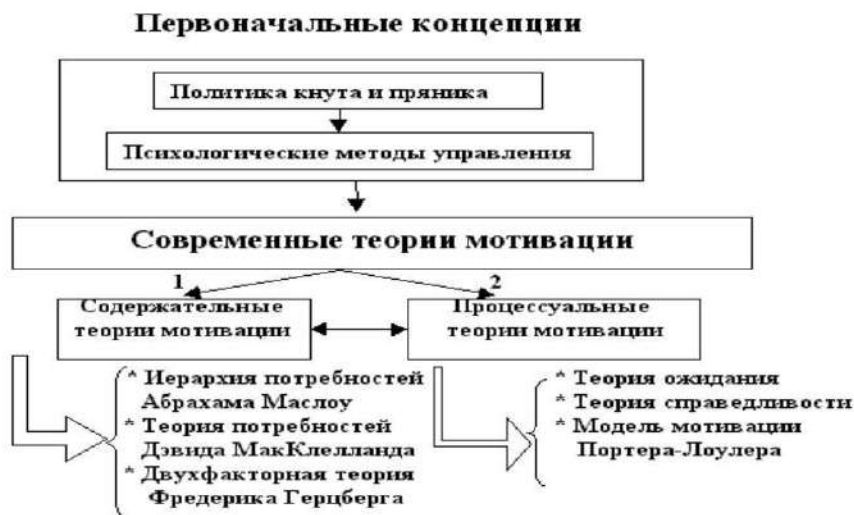 Первоначальные концепции
Политика кнута и пряника
Психологические методы управления
Современные теории мотивации
1
2
Содержательные
теории мотивации
Процессуальные
теории мотивации
* Иерархия потребностей
Абрахама Маслоу
* Теория потребностей
Дэвида МакКлелланда
* Двухфакторная теория
Фредерика Герцберга
* Теория ожидания
* Теория справедливости
* Модель мотивации
Портера-Лоулера